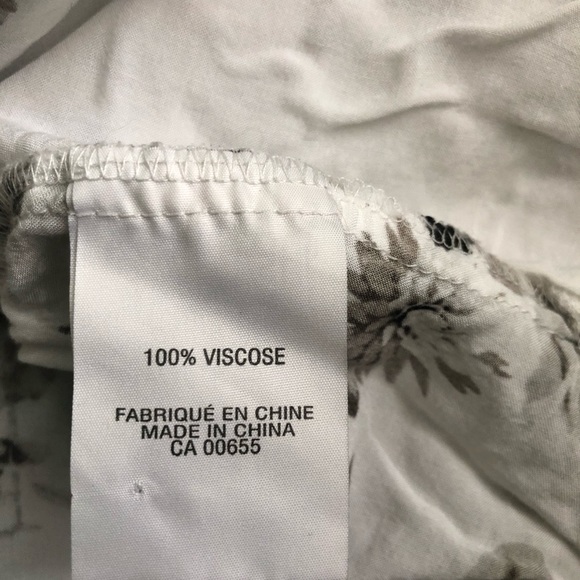 100% VISCOSE
FABRIQUÉ EN CHINE
MADE IN CHINA
CA 00655